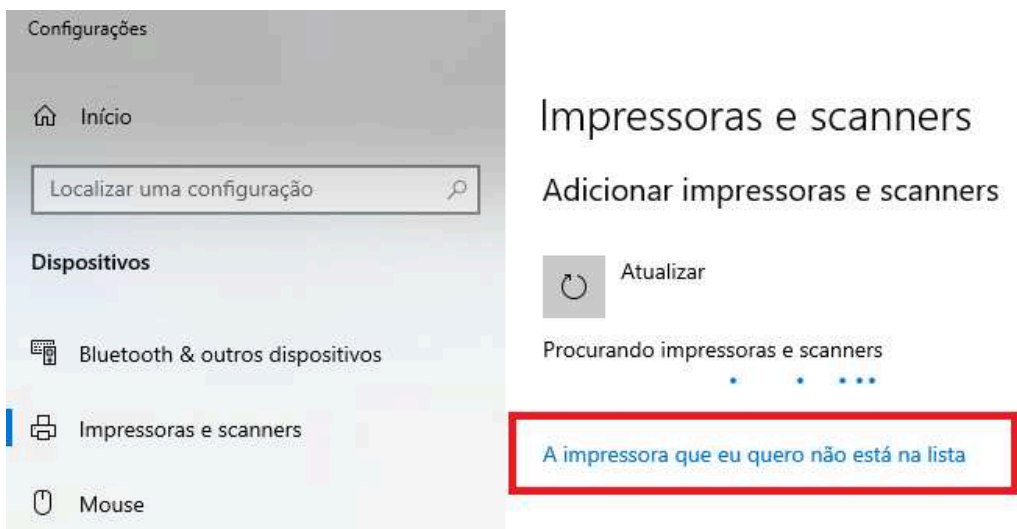 Configurações
Início
Localizar uma configuração
Dispositivos
Bluetooth & outros dispositivos
Impressoras e scanners
Mouse
Impressoras e scanners
Adicionar impressoras e scanners
Atualizar
Procurando impressoras e scanners
A impressora que eu quero não está na lista